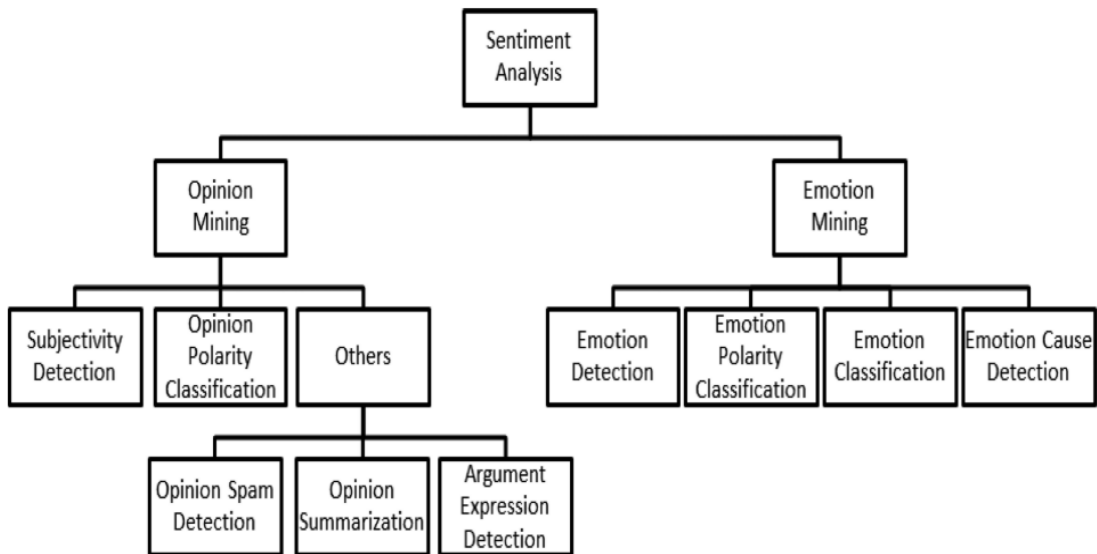 Sentiment
Analysis
Opinion
Mining
Emotion
Mining
Subjectivity
Detection
Opinion
Polarity
Classification
Others
Emotion
Detection
Emotion
Polarity
Classification
Emotion
Classification
Emotion Cause
Detection
Opinion Spam
Detection
Opinion
Summarization
Argument
Expression
Detection